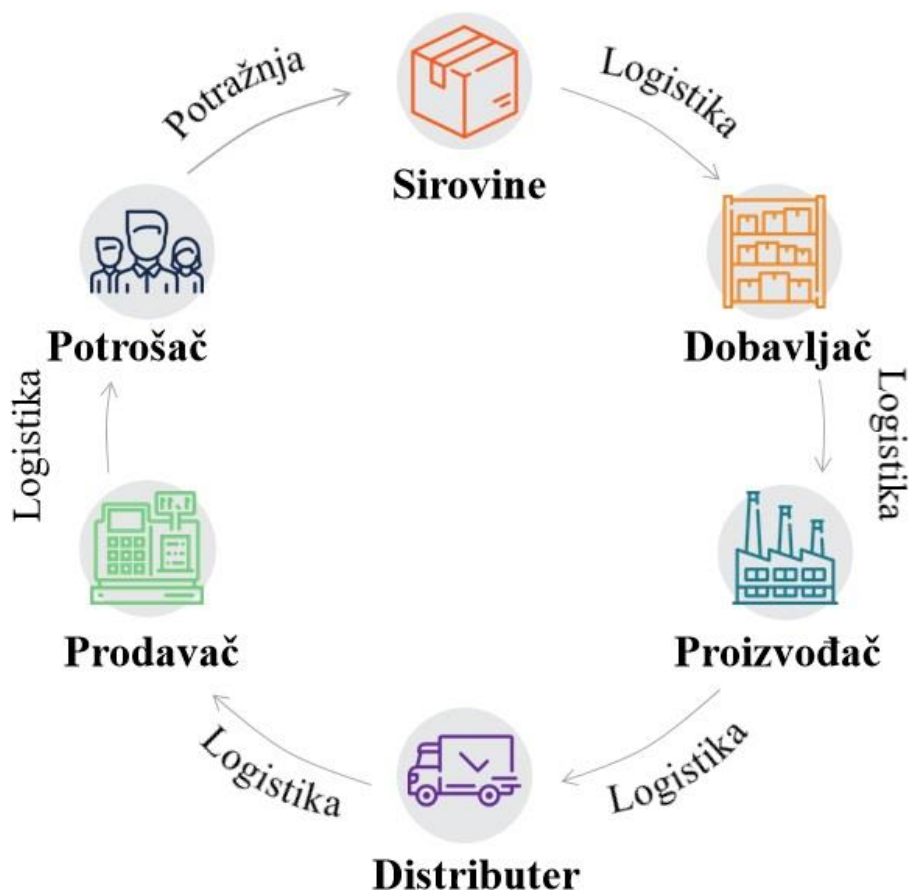 Sirovine
Logistika
Dobavljač
Logistika
Proizvođač
Logistika
Distributer
Logistika
Prodavač
Logistika
Potrošač
Potražnja